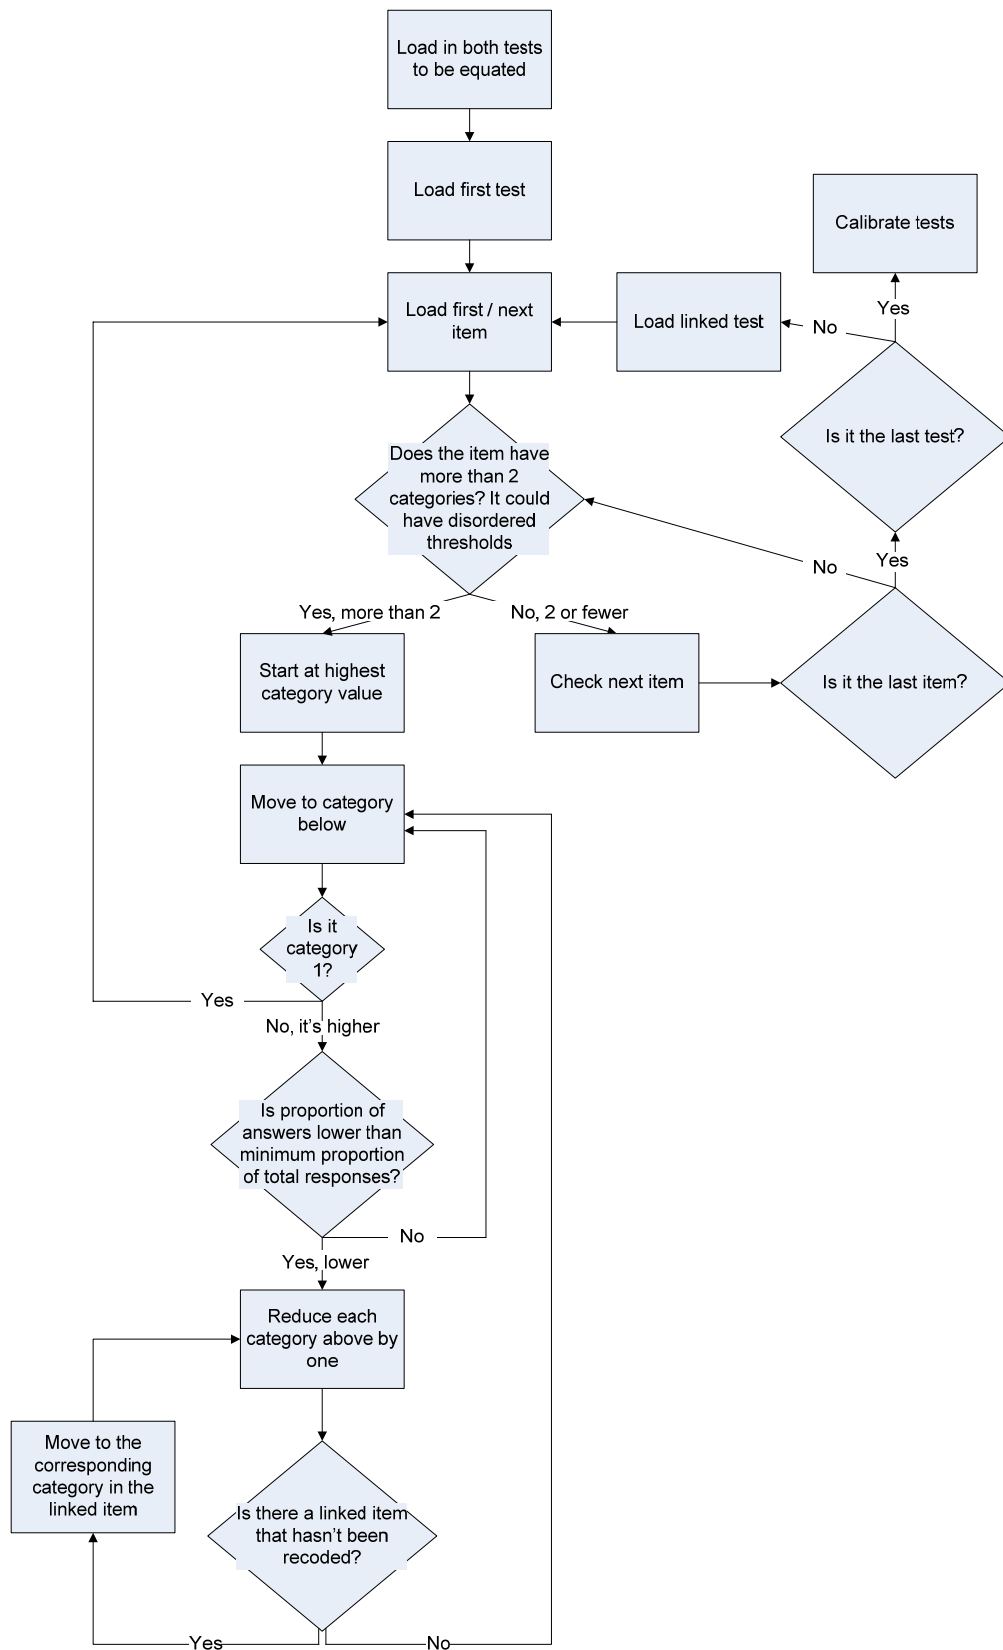 Load in both tests
to be equated
Load first test
Calibrate tests
Load first / next
item
Load linked test
Yes
No
Is it the last test?
Does the item have
more than 2
categories? It could
have disordered
thresholds
Yes
No
Yes, more than 2
No, 2 or fewer
Start at highest
category value
Check next item
Is it the last item?
Move to category
below
Is it
category
1?
Yes
No, it's higher
Is proportion of
answers lower than
minimum proportion
of total responses?
No
Yes, lower
Reduce each
category above by
one
Move to the
corresponding
category in the
linked item
Is there a linked item
that hasn't been
recoded?
Yes
No